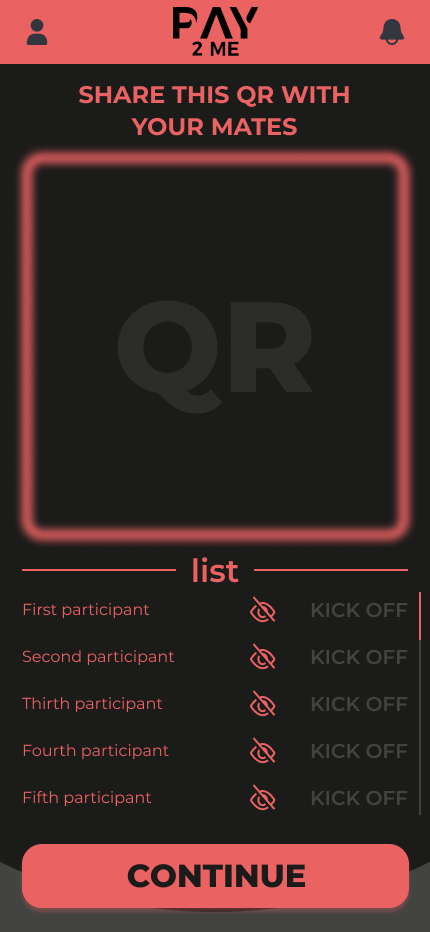 PAY
2 ME
SHARE THIS QR WITH
YOUR MATES
QR
list
First participant KICK OFF
Second participant KICK OFF
Thirth participant KICK OFF
Fourth participant KICK OFF
Fifth participant KICK OFF
CONTINUE